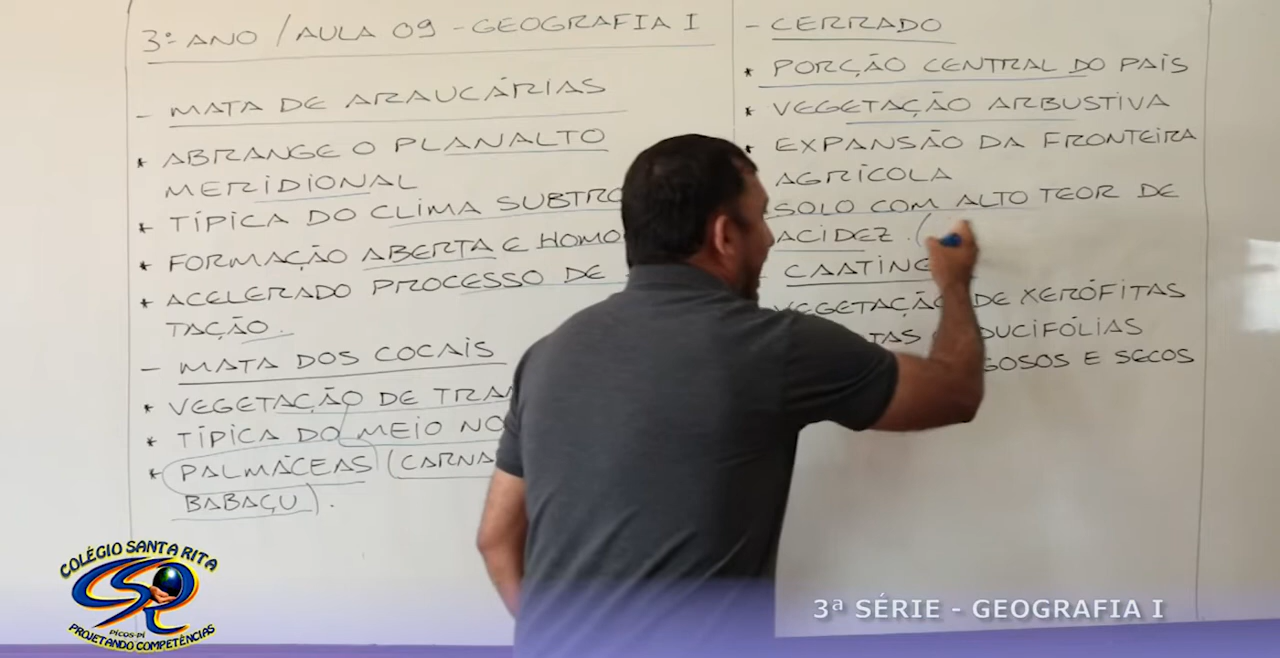 3º ANO / AULA 09 - GEOGRAFIA I
- MATA DE ARAUCÁRIAS
* ABRANGE O PLANALTO
MERIDIONAL
* TÍPICA DO CLIMA
* FORMAÇÃO ABERTA E
* ACELERADO PROCESSO DE
TAÇÃO.
- MATA DOS COCAIS
* VEGETAÇÃO DE
* TÍPICA DO MEIO
* PALMÁCEAS (
BABAÇU).
- CERRADO
* PORÇÃO CENTRAL DO PAÍS
* VEGETAÇÃO ARBUSTIVA
* EXPANSÃO DA FRONTEIRA
AGRÍCOLA
SOLO COM ALTO TEOR DE
ACIDEZ. (
- 
VEGETAÇÃO DE XERÓFITAS
E SECOS
COLÉGIO SANTA RITA
CSR
PICOS-PI
PROJETANDO COMPETÊNCIAS
3ª SÉRIE - GEOGRAFIA I